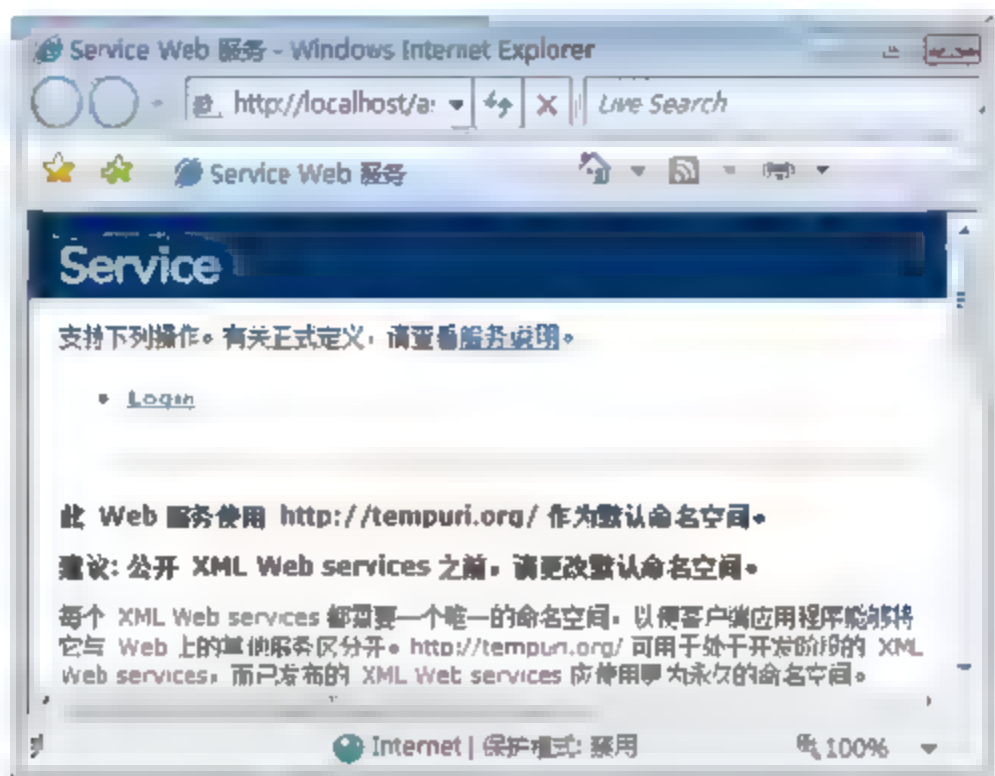 Service Web 服务 - Windows Internet Explorer
http://localhost/a:
Live Search
Service Web 服务
Service
支持下列操作。有关正式定义，请查看服务说明。
Login
此 Web 服务使用 http://tempuri.org/ 作为默认命名空间。
建议: 公开 XML Web services 之前，请更改默认命名空间。
每个 XML Web services 都需要一个唯一的命名空间，以便客户端应用程序能够将
它与 Web 上的其他服务区分开。http://tempuri.org/ 可用于处于开发阶段的 XML
Web services，而已发布的 XML Web services 应使用更为永久的命名空间。
Internet | 保护模式: 禁用
100%